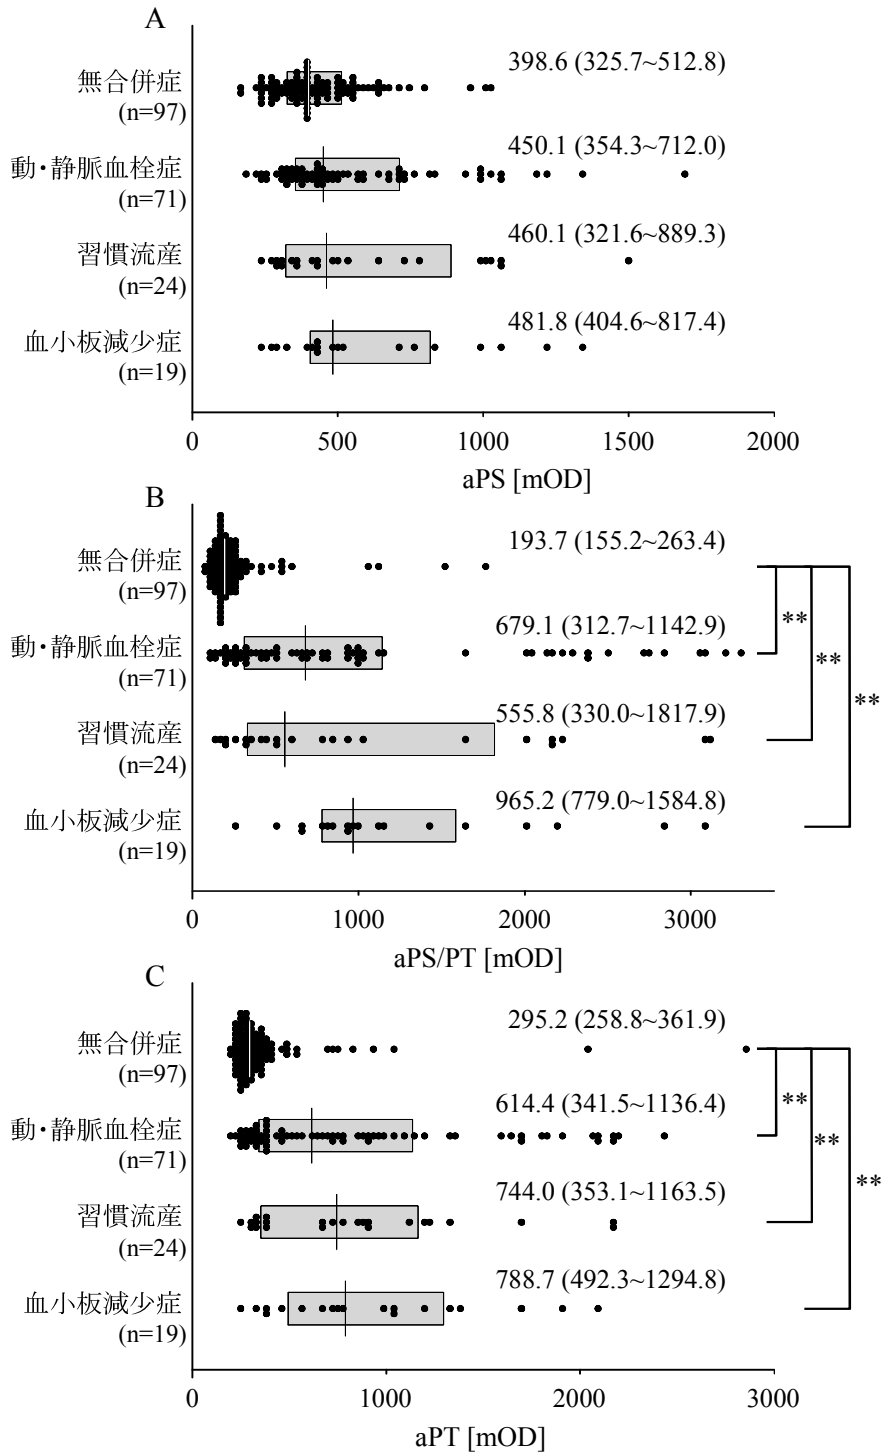 A
無合併症
(n=97)
398.6 (325.7~512.8)
動・静脈血栓症
(n=71)
450.1 (354.3~712.0)
習慣流産
(n=24)
460.1 (321.6~889.3)
血小板減少症
(n=19)
481.8 (404.6~817.4)
0 500 1000 1500 2000
aPS [mOD]
B
無合併症
(n=97)
193.7 (155.2~263.4)
動・静脈血栓症
(n=71)
679.1 (312.7~1142.9)
習慣流産
(n=24)
555.8 (330.0~1817.9)
血小板減少症
(n=19)
965.2 (779.0~1584.8)
**
**
**
0 1000 2000 3000
aPS/PT [mOD]
C
無合併症
(n=97)
295.2 (258.8~361.9)
動・静脈血栓症
(n=71)
614.4 (341.5~1136.4)
習慣流産
(n=24)
744.0 (353.1~1163.5)
血小板減少症
(n=19)
788.7 (492.3~1294.8)
**
**
**
0 1000 2000 3000
aPT [mOD]